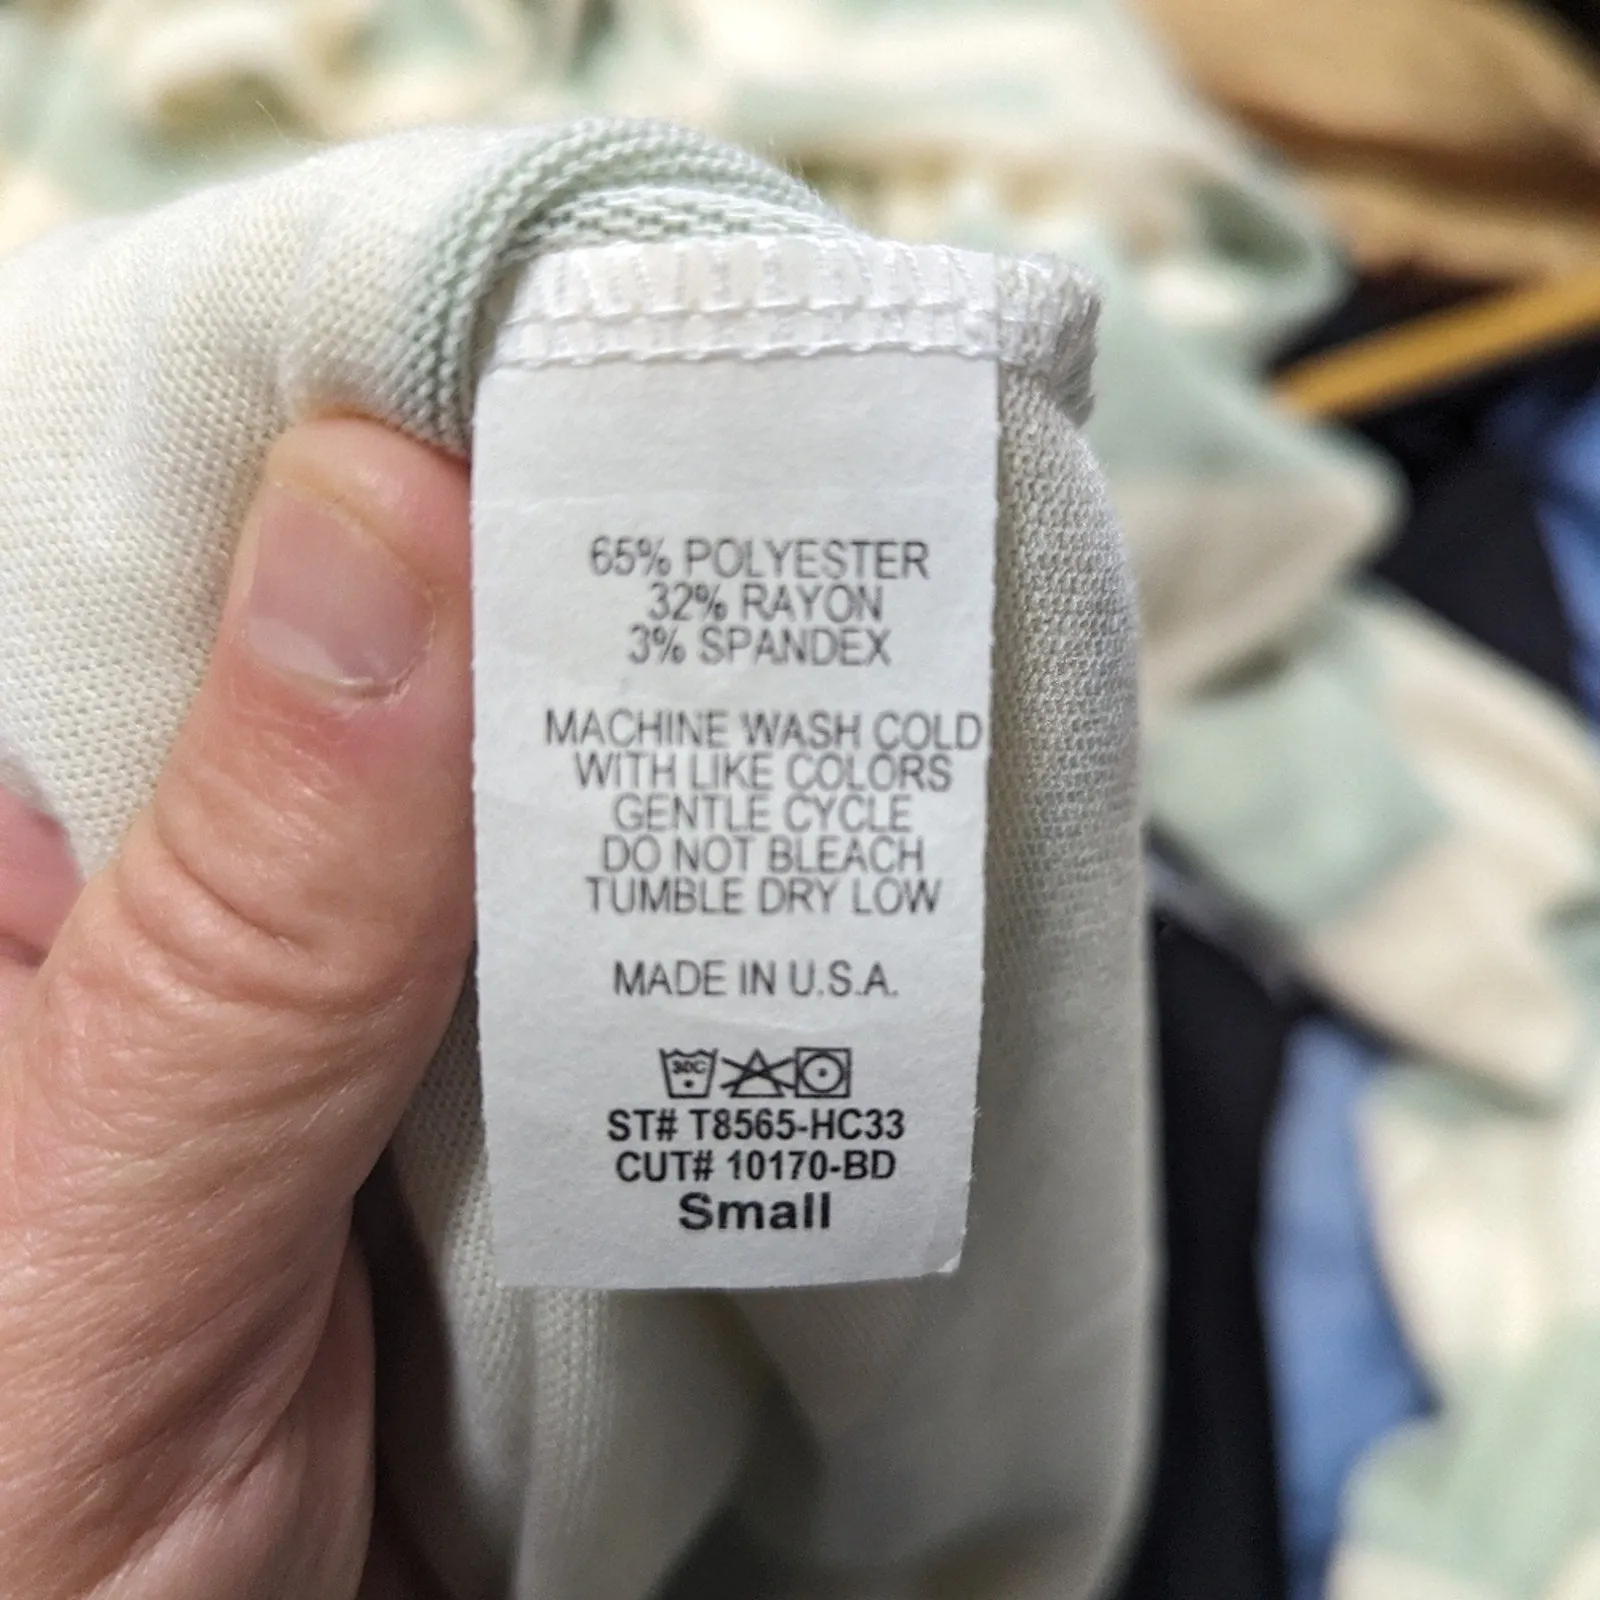 65% POLYESTER
32% RAYON
3% SPANDEX
MACHINE WASH COLD
WITH LIKE COLORS
GENTLE CYCLE
DO NOT BLEACH
TUMBLE DRY LOW
MADE IN U.S.A.
30C
ST# T8565-HC33
CUT# 10170-BD
Small